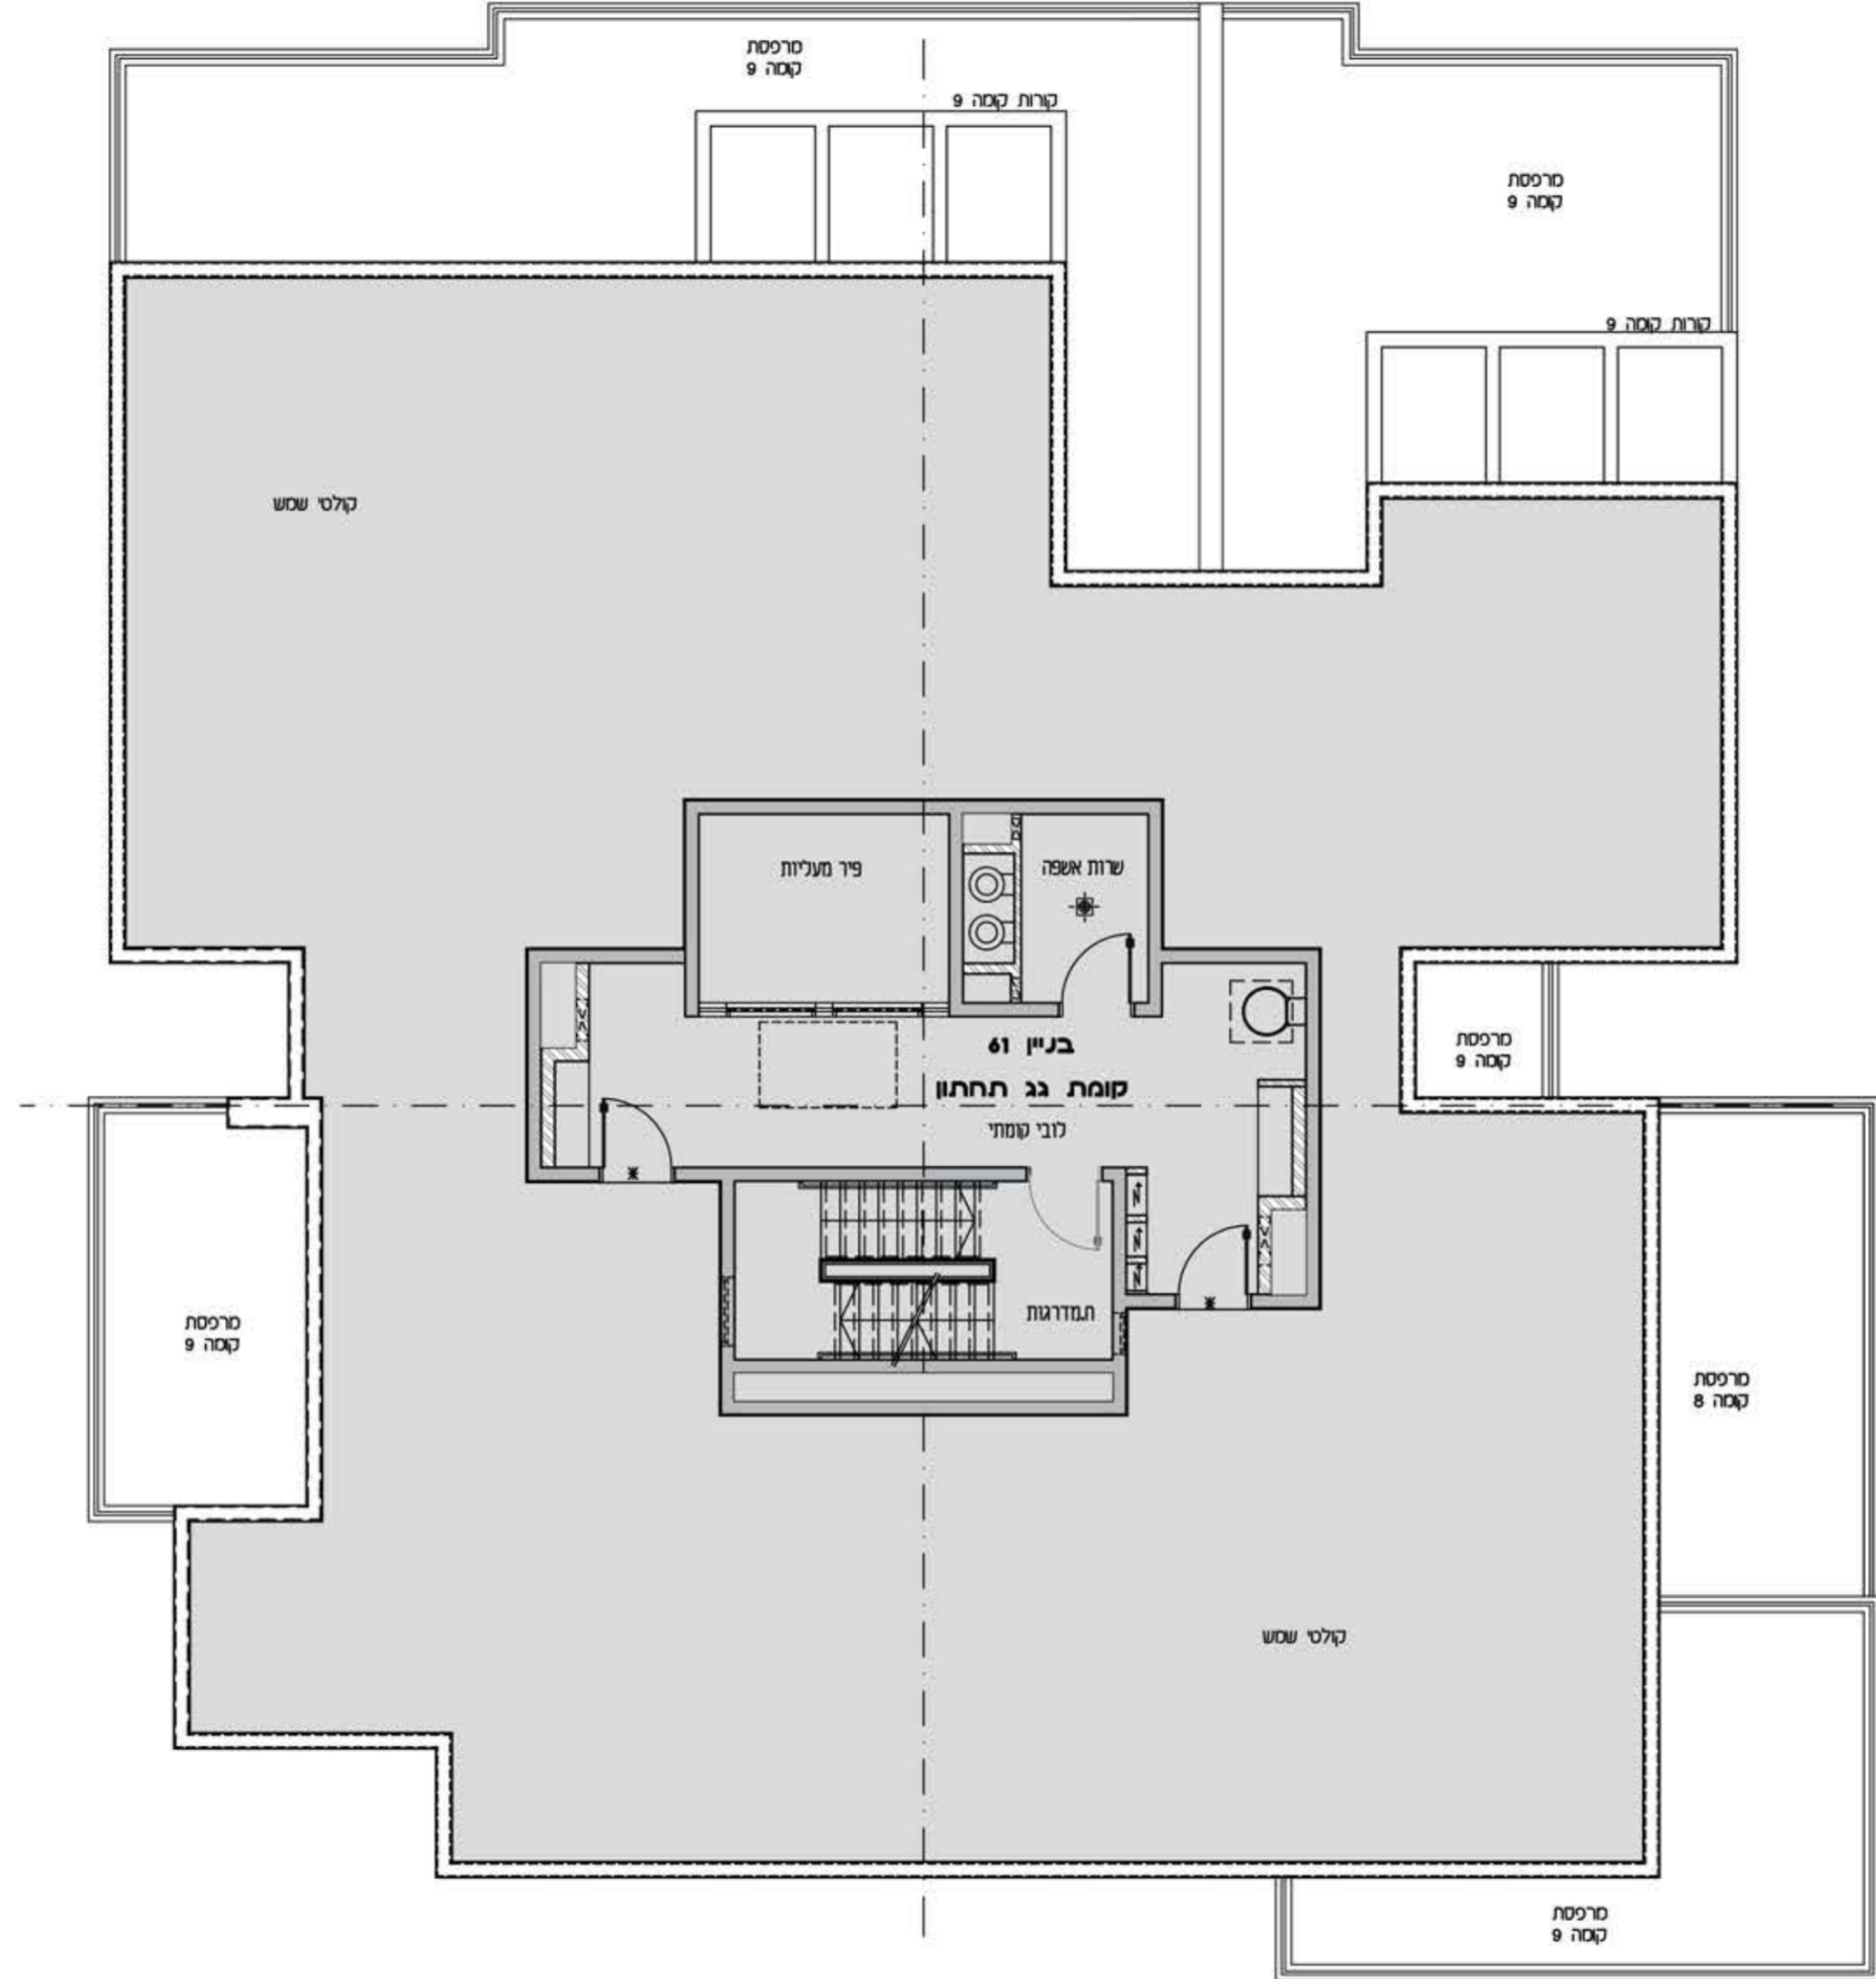 מרפסת
קומה 9
קורות קומה 9
מרפסת
קומה 9
קורות קומה 9
קולטי שמש
פיר מעליות
שרות אשפה
בניין 61
קומת גג תחתון
לובי קומתי
מרפסת
קומה 9
ח.מדרגות
מרפסת
קומה 9
מרפסת
קומה 8
קולטי שמש
מרפסת
קומה 9